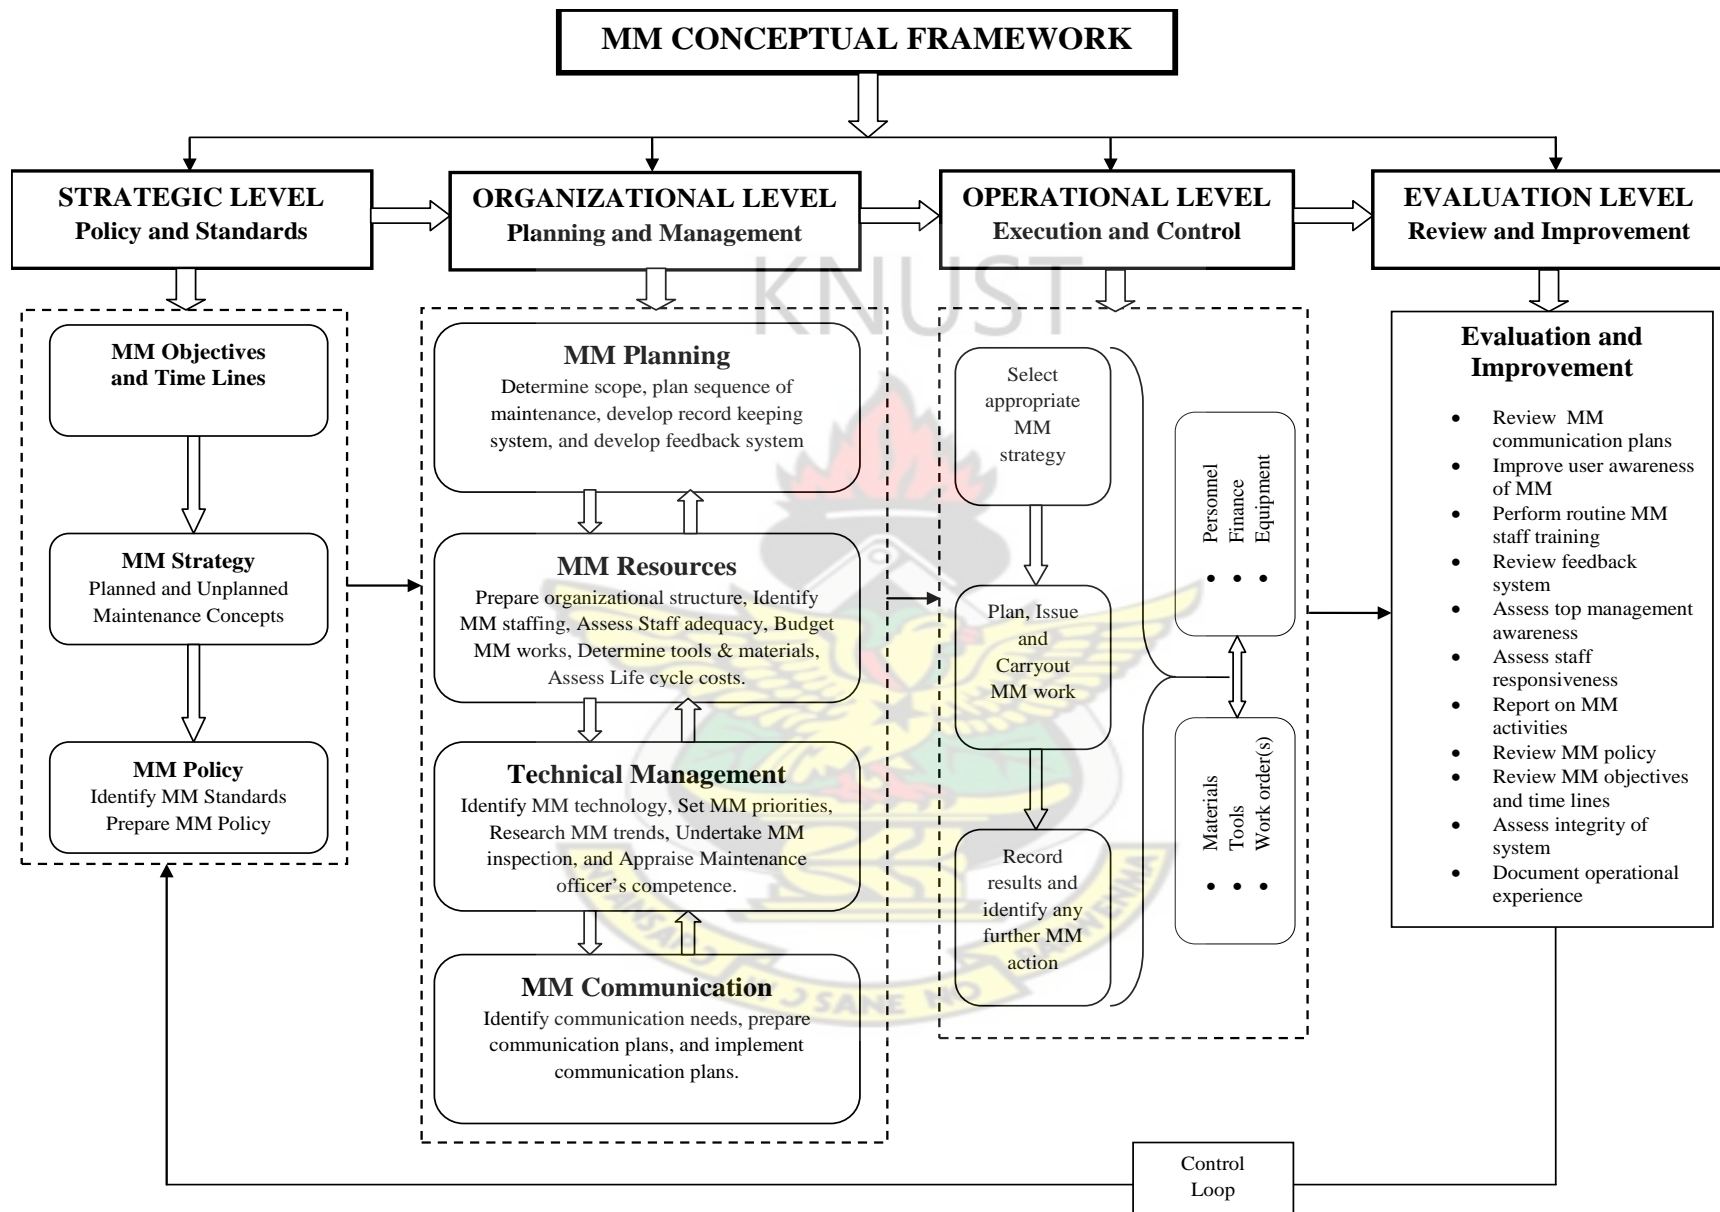 MM CONCEPTUAL FRAMEWORK
STRATEGIC LEVEL
Policy and Standards
ORGANIZATIONAL LEVEL
Planning and Management
OPERATIONAL LEVEL
Execution and Control
EVALUATION LEVEL
Review and Improvement
KNUST
MM Objectives
and Time Lines
MM Strategy
Planned and Unplanned
Maintenance Concepts
MM Policy
Identify MM Standards
Prepare MM Policy
MM Planning
Determine scope, plan sequence of
maintenance, develop record keeping
system, and develop feedback system
MM Resources
Prepare organizational structure, Identify
MM staffing, Assess Staff adequacy, Budget
MM works, Determine tools & materials,
Assess Life cycle costs.
Technical Management
Identify MM technology, Set MM priorities,
Research MM trends, Undertake MM
inspection, and Appraise Maintenance
officer's competence.
MM Communication
Identify communication needs, prepare
communication plans, and implement
communication plans.
Select
appropriate
MM
strategy
Plan, Issue
and
Carryout
MM work
Record
results and
identify any
further MM
action
• Personnel
• Finance
• Equipment
• Materials
• Tools
• Work order(s)
Evaluation and
Improvement
• Review MM
communication plans
• Improve user awareness
of MM
• Perform routine MM
staff training
• Review feedback
system
• Assess top management
awareness
• Assess staff
responsiveness
• Report on MM
activities
• Review MM policy
• Review MM objectives
and time lines
• Assess integrity of
system
• Document operational
experience
Control
Loop
SANE NO